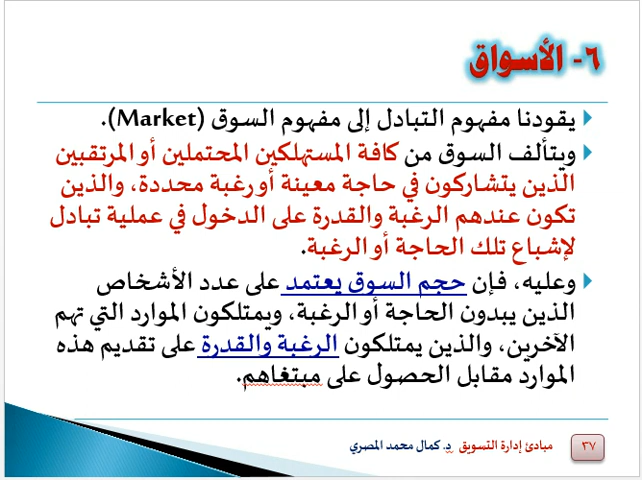 ٦- الأسواق
يقودنا مفهوم التبادل إلى مفهوم السوق (Market).
ويتألف السوق من كافة المستهلكين المحتملين أو المرتقبين
الذين يتشاركون في حاجة معينة أو رغبة محددة، والذين
تكون عندهم الرغبة والقدرة على الدخول في عملية تبادل
لإشباع تلك الحاجة أو الرغبة.
وعليه، فإن حجم السوق يعتمد على عدد الأشخاص
الذين يبدون الحاجة أو الرغبة، ويمتلكون الموارد التي تهم
الآخرين، والذين يمتلكون الرغبة والقدرة على تقديم هذه
الموارد مقابل الحصول على مبتغاهم.
مبادئ إدارة التسويق د. كمال محمد المصري
٣٧